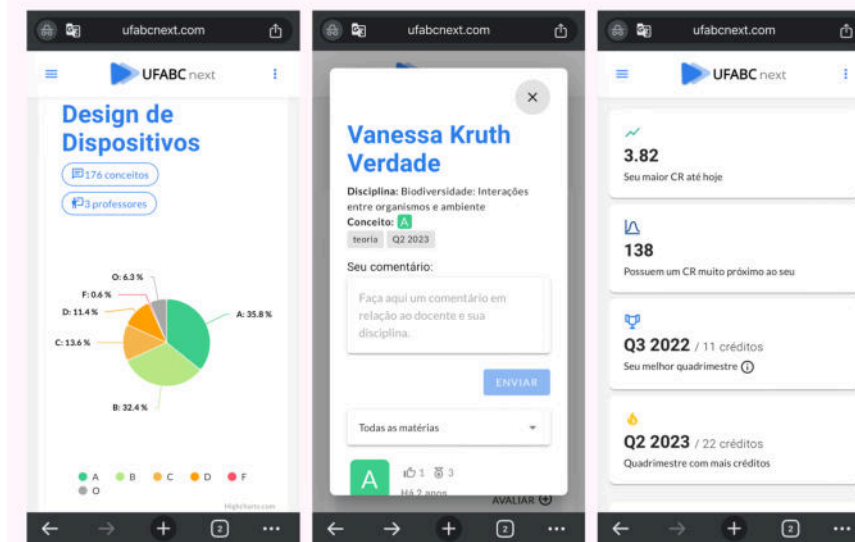 ufabcnext.com
UFABC next
Design de
Dispositivos
176 conceitos
3 professores
O: 6.3 %
F: 0.6 %
D: 11.4 %
A: 35.8 %
C: 13.6 %
B: 32.4 %
A B C D F
O
Highcharts.com
2
ufabcnext.com
Vanessa Kruth
Verdade
Disciplina: Biodiversidade: Interações
entre organismos e ambiente
Conceito: A
teoria Q2 2023
Seu comentário:
Faça aqui um comentário em
relação ao docente e sua
disciplina.
ENVIAR
Todas as matérias
A 1 3
Há 2 anos
AVALIAR
2
ufabcnext.com
UFABC next
3.82
Seu maior CR até hoje
138
Possuem um CR muito próximo ao seu
Q3 2022 / 11 créditos
Seu melhor quadrimestre
Q2 2023 / 22 créditos
Quadrimestre com mais créditos
2